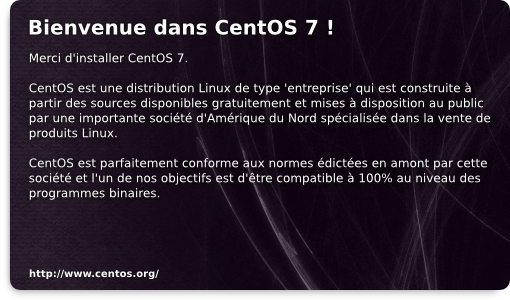 Bienvenue dans CentOS 7 !
Merci d'installer CentOS 7.
CentOS est une distribution Linux de type 'entreprise' qui est construite à
partir des sources disponibles gratuitement et mises à disposition au public
par une importante société d'Amérique du Nord spécialisée dans la vente de
produits Linux.
CentOS est parfaitement conforme aux normes édictées en amont par cette
société et l'un de nos objectifs est d'être compatible à 100% au niveau des
programmes binaires.
http://www.centos.org/